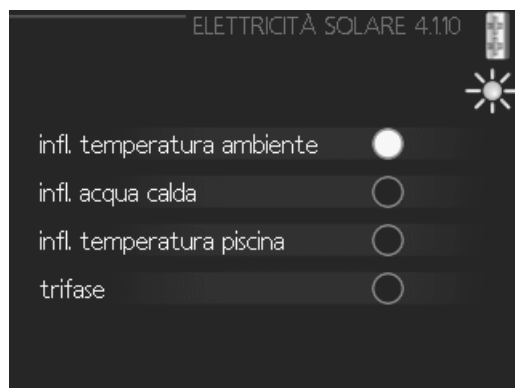 ELETTRICITÀ SOLARE 4.1.10
infl. temperatura ambiente
infl. acqua calda
infl. temperatura piscina
trifase